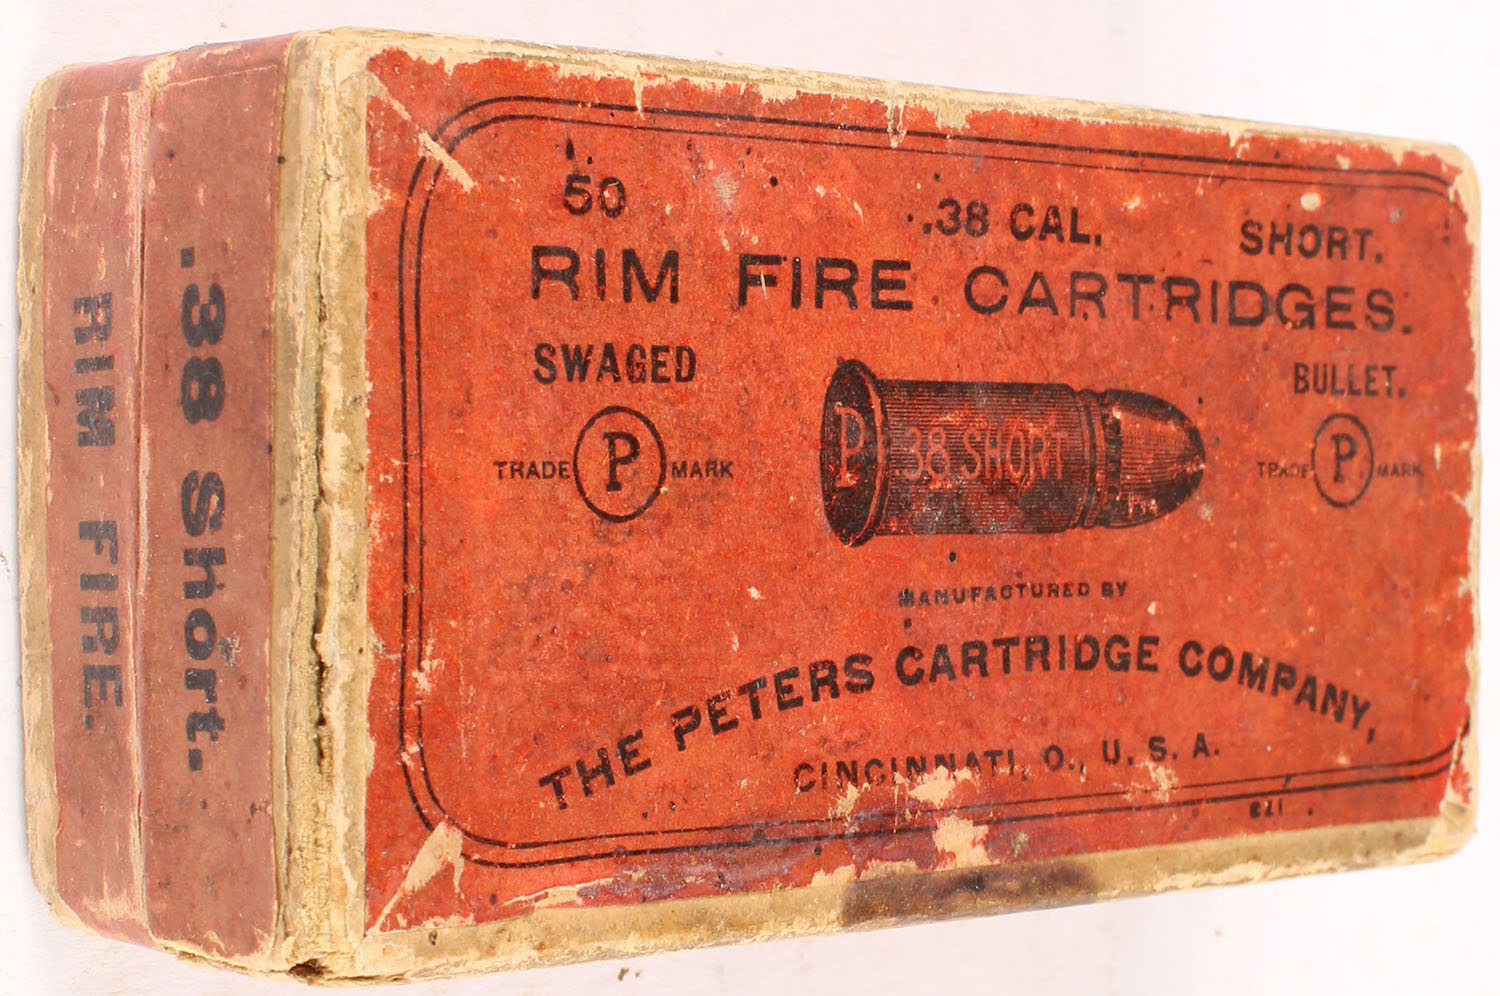 50 .38 CAL. SHORT.
RIM FIRE CARTRIDGES.
SWAGED BULLET.
TRADE P MARK
P .38 SHORT
TRADE P MARK
MANUFACTURED BY
THE PETERS CARTRIDGE COMPANY,
CINCINNATI, O., U. S. A.
.38 Short.
RIM FIRE.